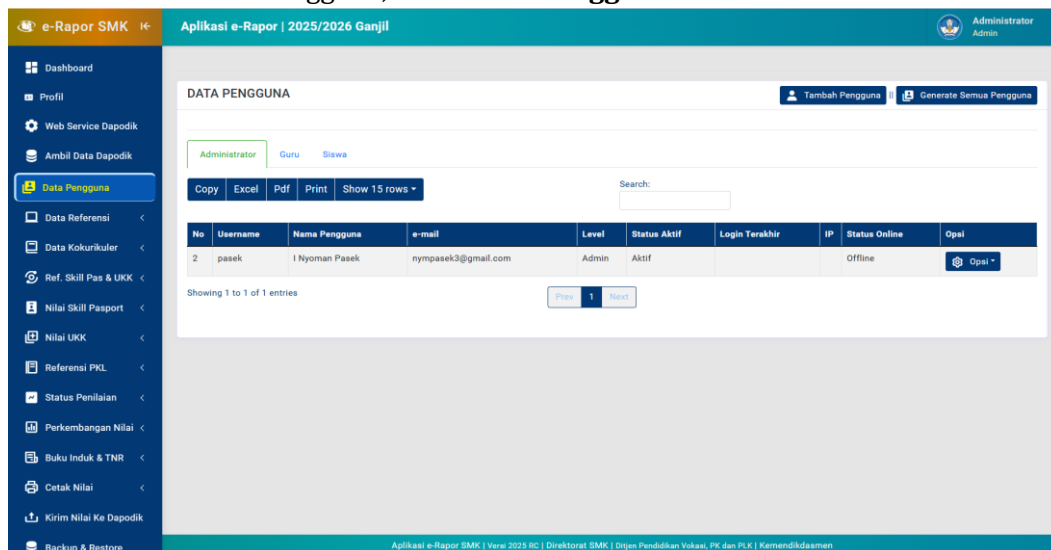 e-Rapor SMK
Aplikasi e-Rapor | 2025/2026 Ganjil
Administrator
Admin
Dashboard
Profil
Web Service Dapodik
Ambil Data Dapodik
Data Pengguna
Data Referensi
Data Kokurikuler
Ref. Skill Pas & UKK
Nilai Skill Pasport
Nilai UKK
Referensi PKL
Status Penilaian
Perkembangan Nilai
Buku Induk & TNR
Cetak Nilai
Kirim Nilai Ke Dapodik
Backup & Restore
DATA PENGGUNA
Tambah Pengguna || Generate Semua Pengguna
Administrator Guru Siswa
Copy Excel Pdf Print Show 15 rows
Search:
No Username Nama Pengguna e-mail Level Status Aktif Login Terakhir IP Status Online Opsi
2 pasek I Nyoman Pasek nympasek3@gmail.com Admin Aktif Offline Opsi
Showing 1 to 1 of 1 entries
Prev 1 Next
Aplikasi e-Rapor SMK | Versi 2025 RC | Direktorat SMK | Ditjen Pendidikan Vokasi, PK dan PLK | Kemendikdasmen